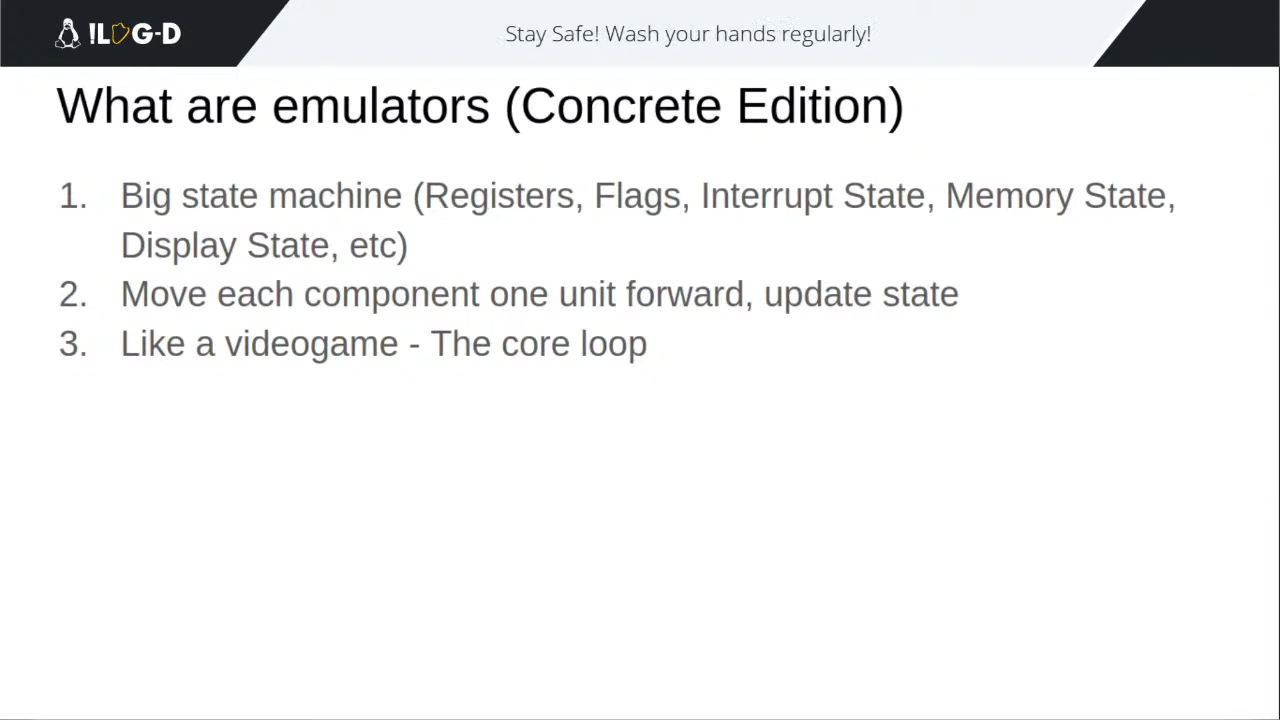 !LUG-D
Stay Safe! Wash your hands regularly!
What are emulators (Concrete Edition)
1. Big state machine (Registers, Flags, Interrupt State, Memory State,
Display State, etc)
2. Move each component one unit forward, update state
3. Like a videogame - The core loop